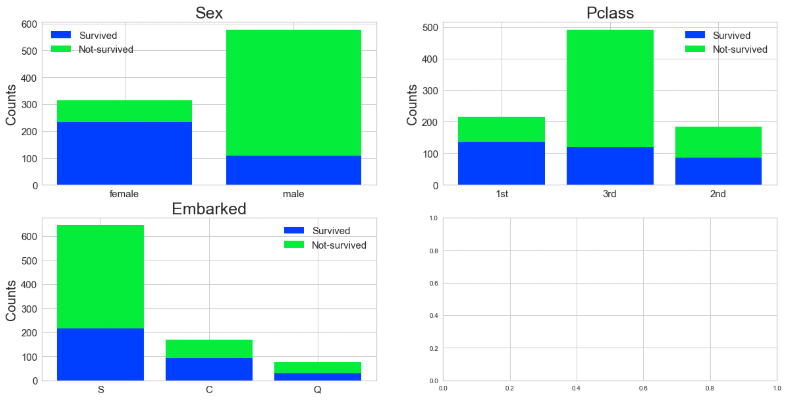 Sex
Counts
600
500
400
300
200
100
0
Survived
Not-survived
female male
Pclass
Counts
500
400
300
200
100
0
Survived
Not-survived
1st 3rd 2nd
Embarked
Counts
600
500
400
300
200
100
0
Survived
Not-survived
S C Q
1.0
0.8
0.6
0.4
0.2
0.0
0.0 0.2 0.4 0.6 0.8 1.0